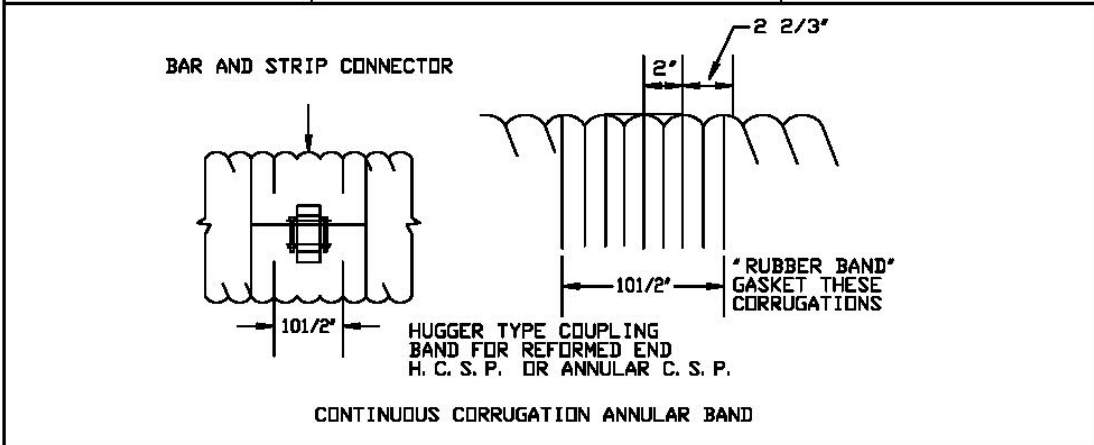 2 2/3"
BAR AND STRIP CONNECTOR
2"
"RUBBER BAND"
GASKET THESE
CORRUGATIONS
101/2"
101/2"
HUGGER TYPE COUPLING
BAND FOR REFORMED END
H. C. S. P. OR ANNULAR C. S. P.
CONTINUOUS CORRUGATION ANNULAR BAND